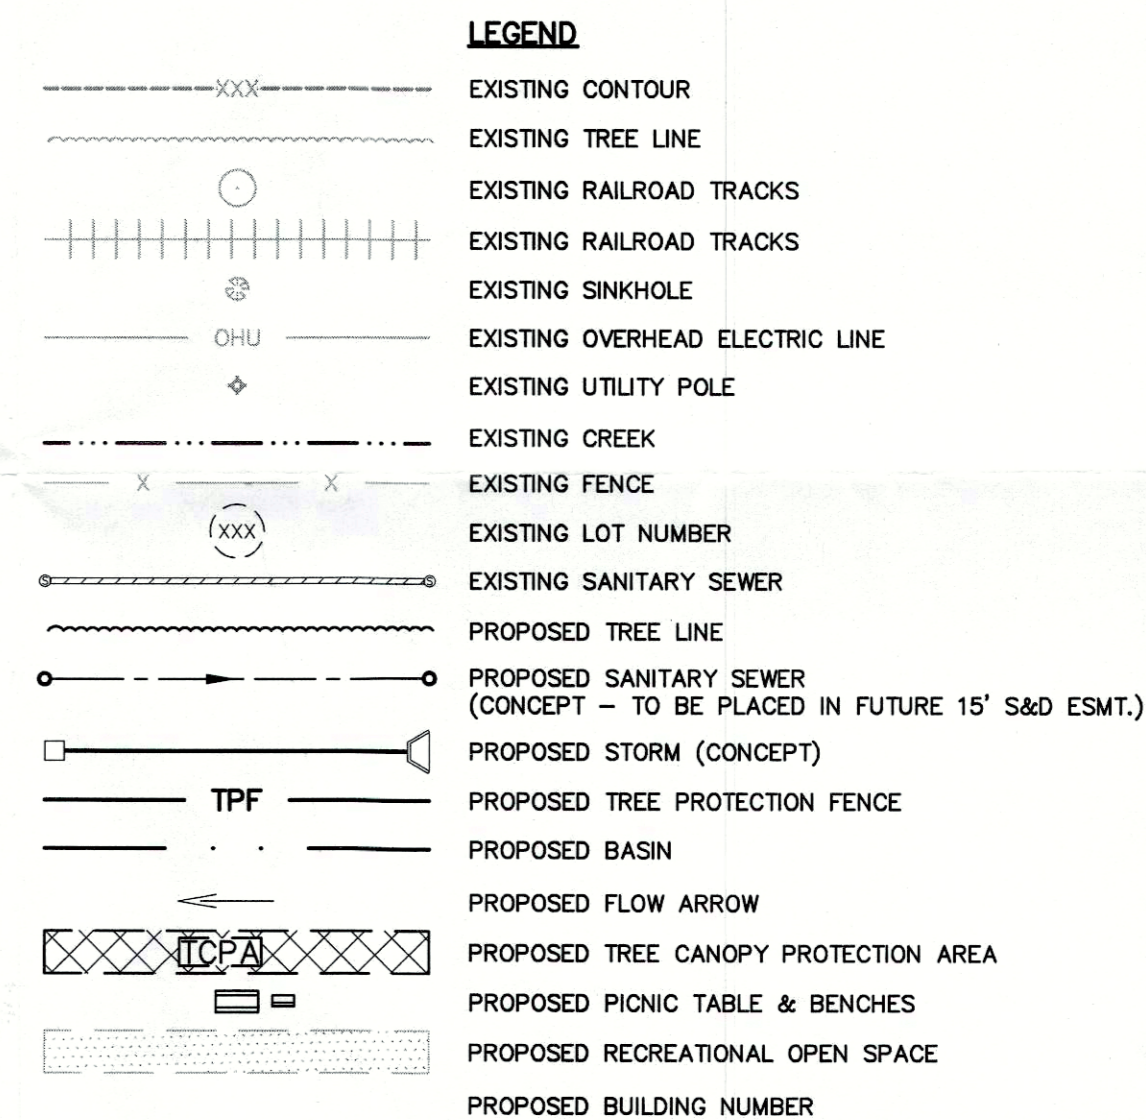 LEGEND
XXX EXISTING CONTOUR
EXISTING TREE LINE
EXISTING RAILROAD TRACKS
EXISTING RAILROAD TRACKS
EXISTING SINKHOLE
OHU EXISTING OVERHEAD ELECTRIC LINE
EXISTING UTILITY POLE
EXISTING CREEK
X X EXISTING FENCE
XXX EXISTING LOT NUMBER
S S EXISTING SANITARY SEWER
PROPOSED TREE LINE
PROPOSED SANITARY SEWER
(CONCEPT – TO BE PLACED IN FUTURE 15' S&D ESMT.)
PROPOSED STORM (CONCEPT)
TPF PROPOSED TREE PROTECTION FENCE
PROPOSED BASIN
PROPOSED FLOW ARROW
TCPA PROPOSED TREE CANOPY PROTECTION AREA
PROPOSED PICNIC TABLE & BENCHES
PROPOSED RECREATIONAL OPEN SPACE
PROPOSED BUILDING NUMBER